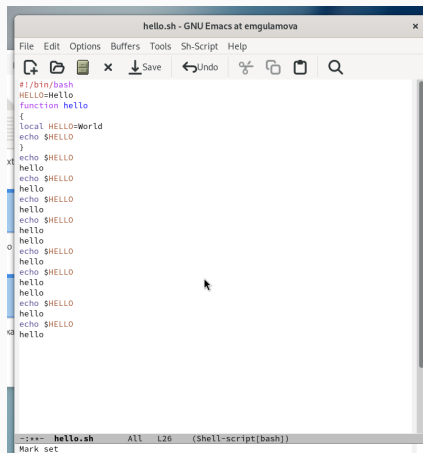 hello.sh - GNU Emacs at emgulamova ×
File Edit Options Buffers Tools Sh-Script Help
Save Undo
#!/bin/bash
HELLO=Hello
function hello
{
local HELLO=World
echo $HELLO
}
echo $HELLO
hello
echo $HELLO
hello
echo $HELLO
hello
echo $HELLO
hello
hello
echo $HELLO
hello
echo $HELLO
hello
hello
echo $HELLO
hello
echo $HELLO
hello
-:**- hello.sh All L26 (Shell-script[bash])
Mark set